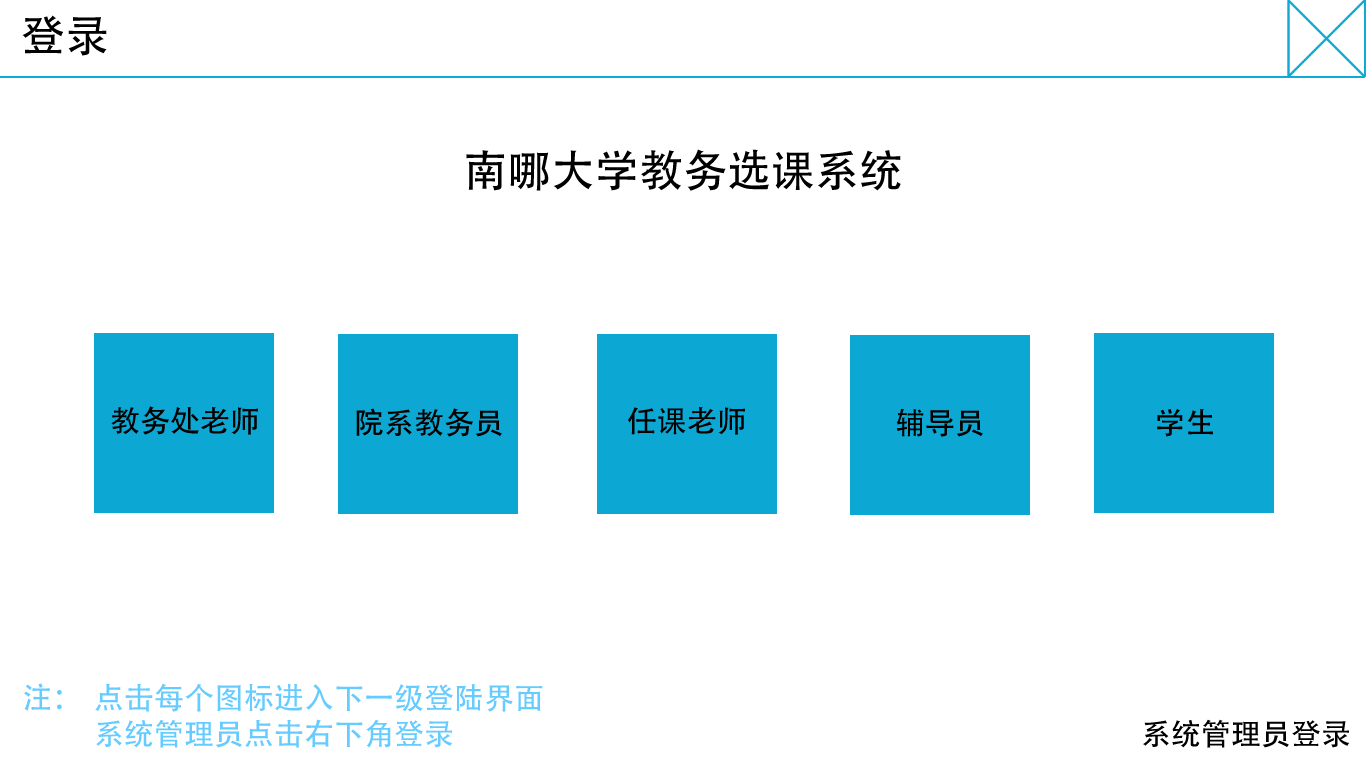 登录
南哪大学教务选课系统
教务处老师
院系教务员
任课老师
辅导员
学生
注： 点击每个图标进入下一级登陆界面
系统管理员点击右下角登录
系统管理员登录